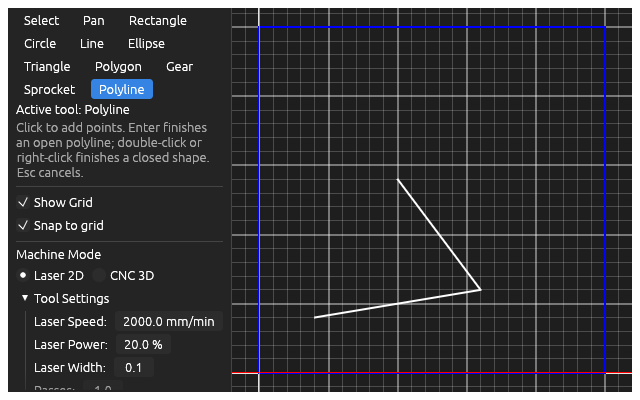 Select Pan Rectangle
Circle Line Ellipse
Triangle Polygon Gear
Sprocket Polyline
Active tool: Polyline
Click to add points. Enter finishes
an open polyline; double-click or
right-click finishes a closed shape.
Esc cancels.
Show Grid
Snap to grid
Machine Mode
Laser 2D CNC 3D
Tool Settings
Laser Speed: 2000.0 mm/min
Laser Power: 20.0 %
Laser Width: 0.1
Passes: 1.0